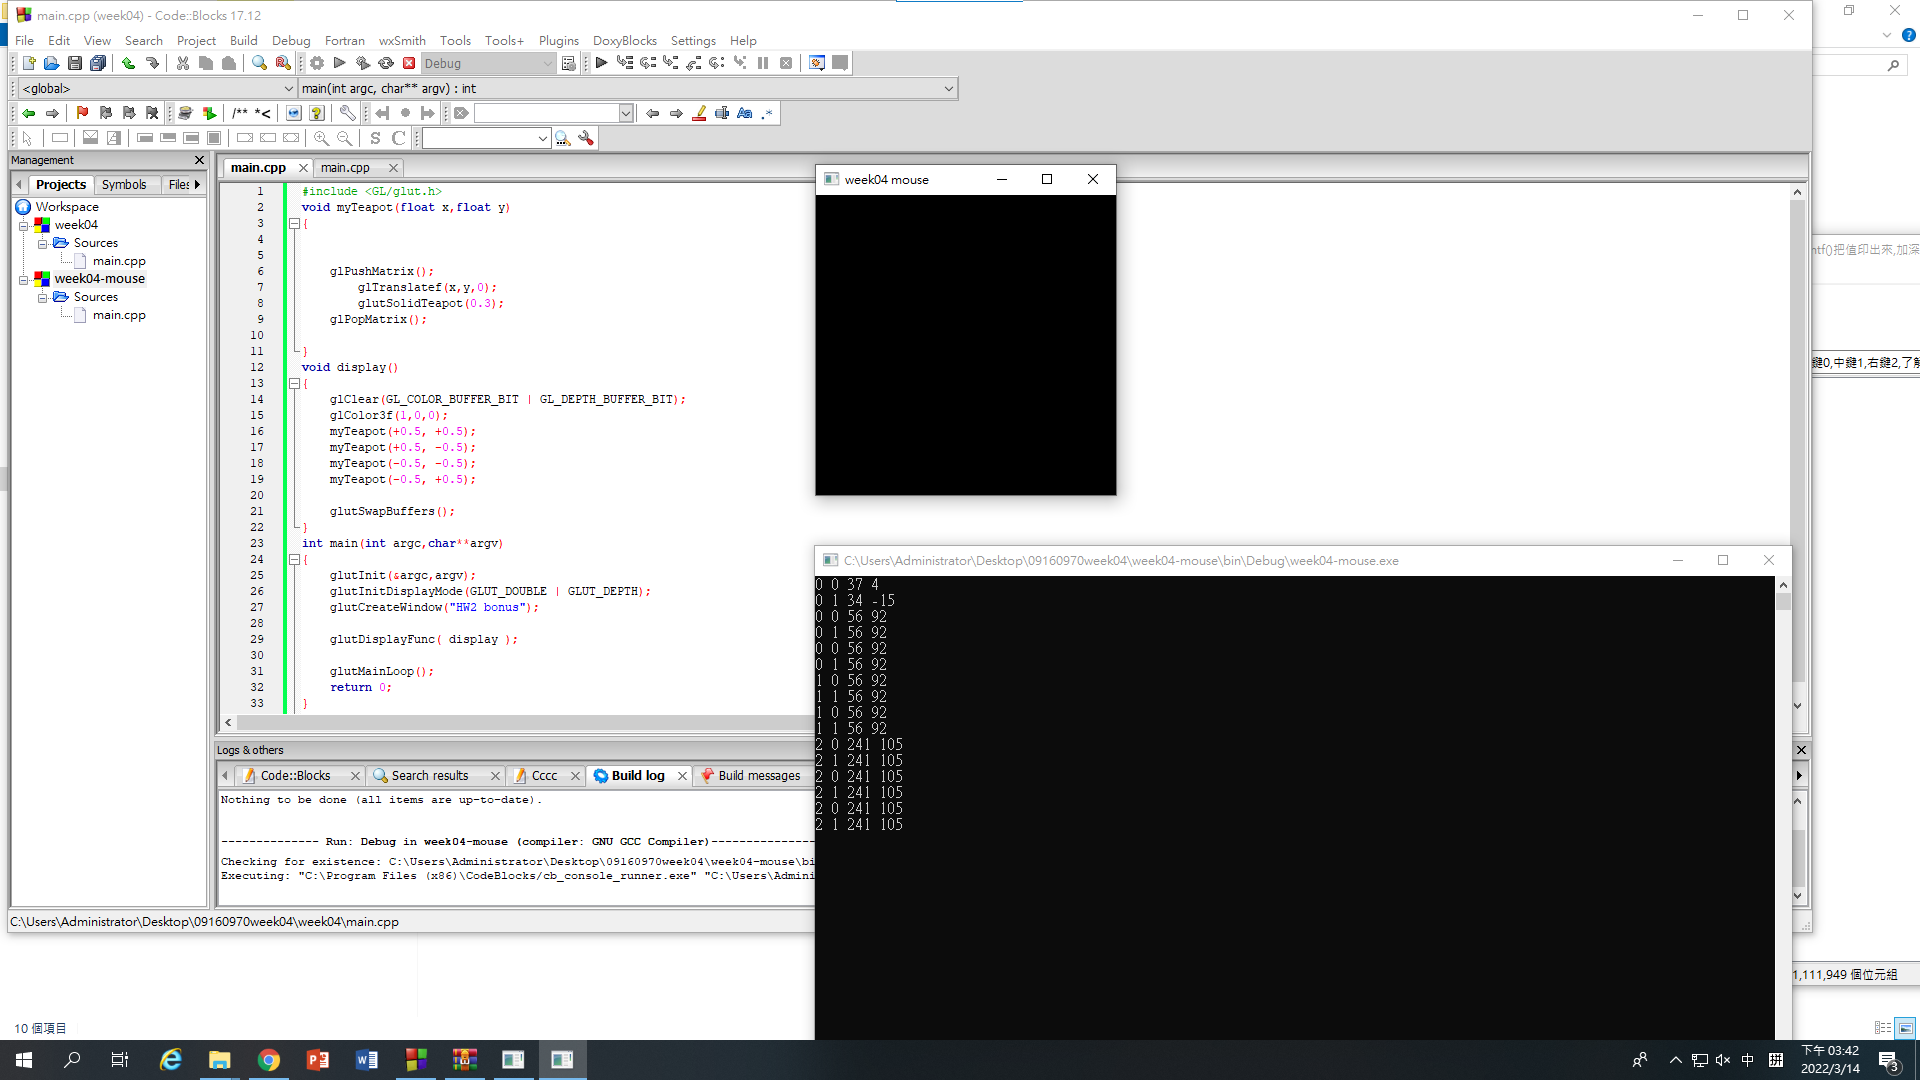 main.cpp (week04) - Code::Blocks 17.12
File Edit View Search Project Build Debug Fortran wxSmith Tools Tools+ Plugins DoxyBlocks Settings Help
Debug
<global>
main(int argc, char** argv) : int
/** *<
Aa .*
S C
Management
Projects Symbols Files
Workspace
week04
Sources
main.cpp
week04-mouse
Sources
main.cpp
main.cpp main.cpp
1 #include <GL/glut.h>
2 void myTeapot(float x,float y)
3 {
4
5
6 glPushMatrix();
7 glTranslatef(x,y,0);
8 glutSolidTeapot(0.3);
9 glPopMatrix();
10
11 }
12 void display()
13 {
14 glClear(GL_COLOR_BUFFER_BIT | GL_DEPTH_BUFFER_BIT);
15 glColor3f(1,0,0);
16 myTeapot(+0.5, +0.5);
17 myTeapot(+0.5, -0.5);
18 myTeapot(-0.5, -0.5);
19 myTeapot(-0.5, +0.5);
20
21 glutSwapBuffers();
22 }
23 int main(int argc,char**argv)
24 {
25 glutInit(&argc,argv);
26 glutInitDisplayMode(GLUT_DOUBLE | GLUT_DEPTH);
27 glutCreateWindow("HW2 bonus");
28
29 glutDisplayFunc( display );
30
31 glutMainLoop();
32 return 0;
33 }
week04 mouse
ntf()把值印出來,加深
鍵0,中鍵1,右鍵2,了解
C:\Users\Administrator\Desktop\09160970week04\week04-mouse\bin\Debug\week04-mouse.exe
0 0 37 4
0 1 34 -15
0 0 56 92
0 1 56 92
0 0 56 92
0 1 56 92
1 0 56 92
1 1 56 92
1 0 56 92
1 1 56 92
2 0 241 105
2 1 241 105
2 0 241 105
2 1 241 105
2 0 241 105
2 1 241 105
Logs & others
Code::Blocks Search results Cccc Build log Build messages
Nothing to be done (all items are up-to-date).
-------------- Run: Debug in week04-mouse (compiler: GNU GCC Compiler)---------------
Checking for existence: C:\Users\Administrator\Desktop\09160970week04\week04-mouse\bi
Executing: "C:\Program Files (x86)\CodeBlocks/cb_console_runner.exe" "C:\Users\Admini
C:\Users\Administrator\Desktop\09160970week04\week04\main.cpp
1,111,949 個位元組
10 個項目
中
下午 03:42
2022/3/14
3